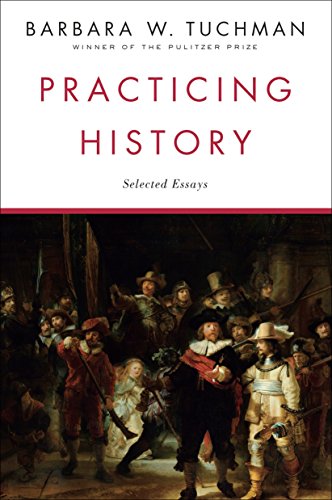 BARBARA W. TUCHMAN
WINNER OF THE PULITZER PRIZE
PRACTICING
HISTORY
Selected Essays